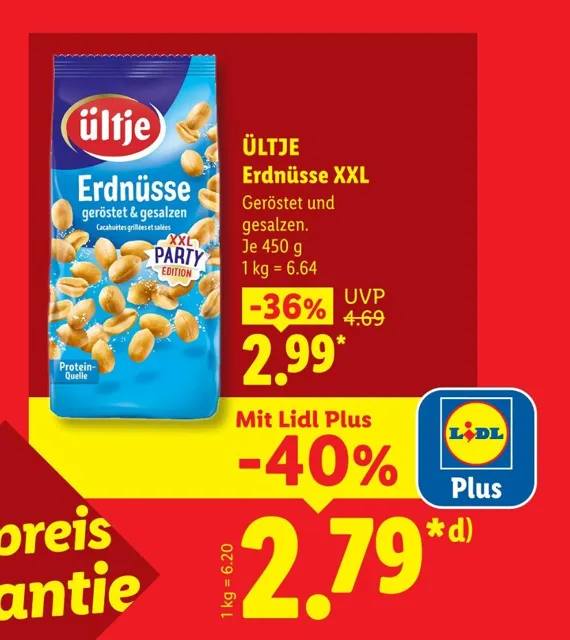 ültje
Erdnüsse
geröstet & gesalzen
Cacahuètes grillées et salées
XXL
PARTY
EDITION
Protein-
Quelle
ÜLTJE
Erdnüsse XXL
Geröstet und
gesalzen.
Je 450 g
1 kg = 6.64
-36%
UVP
4.69
2.99*
Mit Lidl Plus
-40%
LIDL
Plus
1 kg = 6.20
2.79*d)
preis
antie